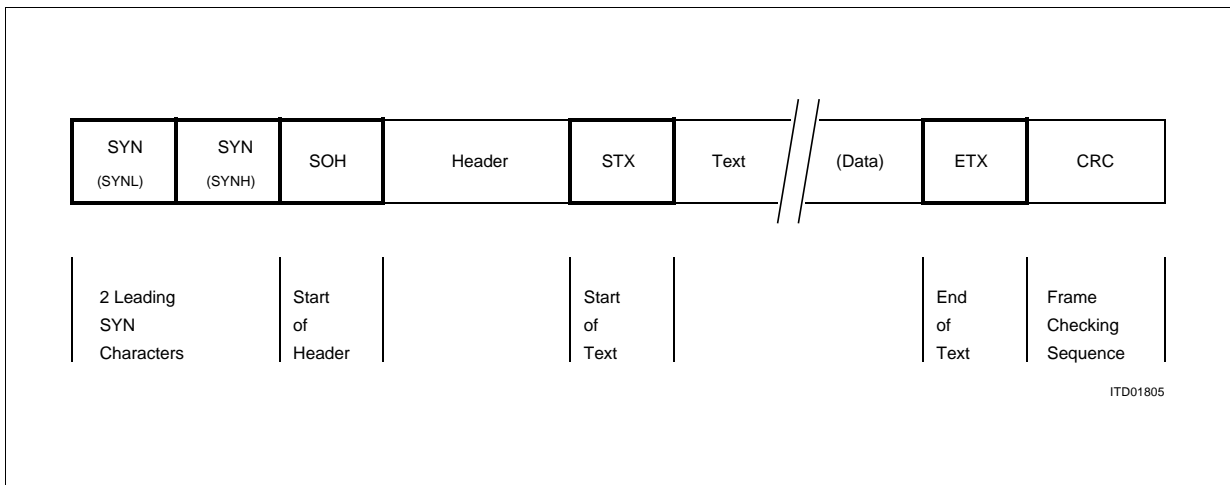 SYN SYN SOH Header STX Text (Data) ETX CRC
(SYNL) (SYNH)
2 Leading Start Start End Frame
SYN of of of Checking
Characters Header Text Text Sequence
ITD01805